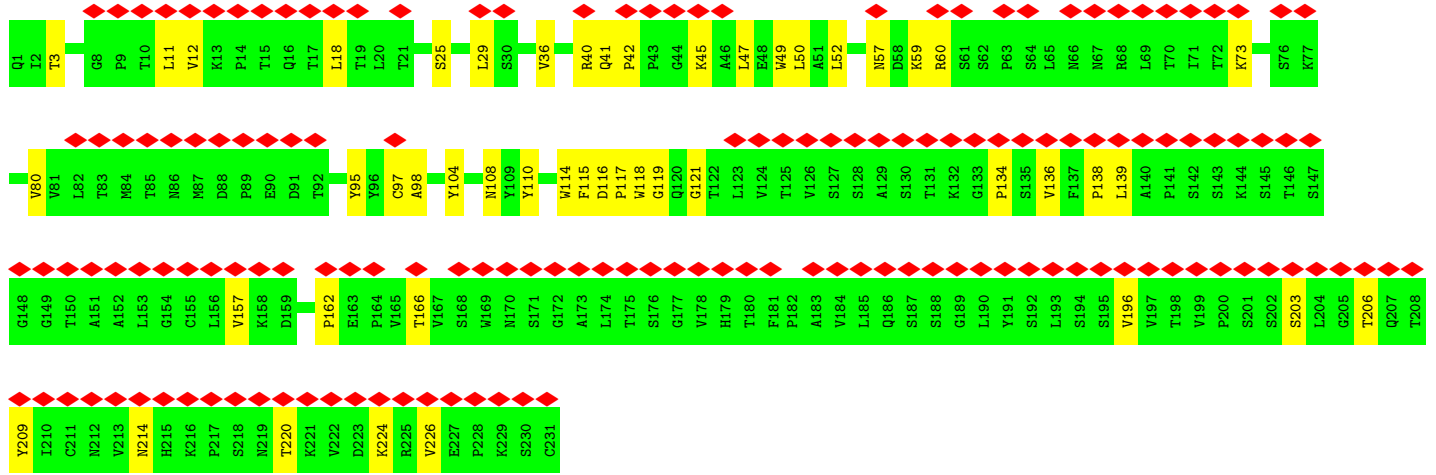 Q1 I2 T3 G8 P9 T10 L11 V12 K13 P14 T15 Q16 T17 L18 T19 L20 T21 S25 L29 S30 V36 R40 Q41 P42 P43 G44 K45 A46 L47 E48 W49 L50 A51 L52 N57 D58 K59 R60 S61 S62 P63 S64 L65 N66 N67 R68 L69 T70 I71 T72 K73 S76 K77
V80 V81 L82 T83 M84 T85 N86 M87 D88 P89 E90 D91 T92 Y95 Y96 C97 A98 Y104 N108 Y109 Y110 W114 F115 D116 P117 W118 G119 Q120 G121 T122 L123 V124 T125 V126 S127 S128 A129 S130 T131 K132 G133 P134 S135 V136 F137 P138 L139 A140 P141 S142 S143 K144 S145 T146 S147
G148 G149 T150 A151 A152 L153 G154 C155 L156 V157 K158 D159 P162 E163 P164 V165 T166 V167 S168 W169 N170 S171 G172 A173 L174 T175 S176 G177 V178 H179 T180 F181 P182 A183 V184 L185 Q186 S187 S188 G189 L190 Y191 S192 L193 S194 S195 V196 V197 T198 V199 P200 S201 S202 S203 L204 G205 T206 Q207 T208
Y209 I210 C211 N212 V213 N214 H215 K216 P217 S218 N219 T220 K221 V222 D223 K224 R225 V226 E227 P228 K229 S230 C231